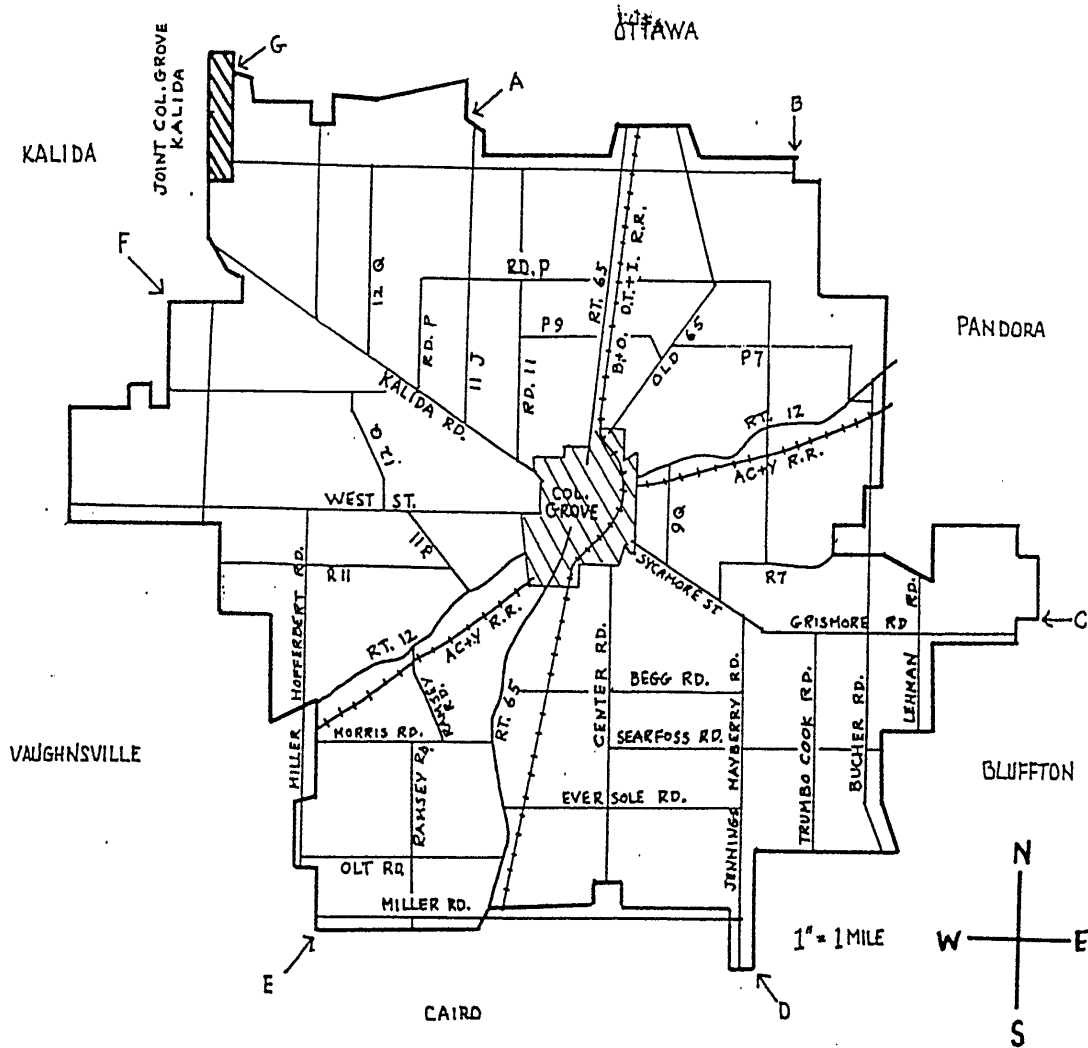 OTTAWA
G
JOINT COL. GROVE
KALIDA
A
B
KALIDA
F
12 Q
RD. P
RT. 65
B.+O. D.T.+I. R.R.
PANDORA
RD. P
11 J
RD. 11
P9
OLD 65
P7
KALIDA RD.
RT. 12
AC+Y R.R.
12 Q
COL.
GROVE
WEST ST.
9Q
11 P
R11
SYCAMORE ST
R7
HOFFERBERT RD.
LEHMAN RD.
GRISMORE RD
C
RT. 12
AC+Y R.R.
RAMSEY
RD.
RT. 65
CENTER RD.
BEGG RD.
MAYBERRY RD.
TRUMBO COOK RD.
BUCHER RD.
MORRIS RD.
SEARFOSS RD.
VAUGHNSVILLE
MILLER
BLUFFTON
RAMSEY RD.
EVERSOLE RD.
JENNINGS
OLT RD
MILLER RD.
1" = 1 MILE
N
W
E
S
E
D
CAIRO